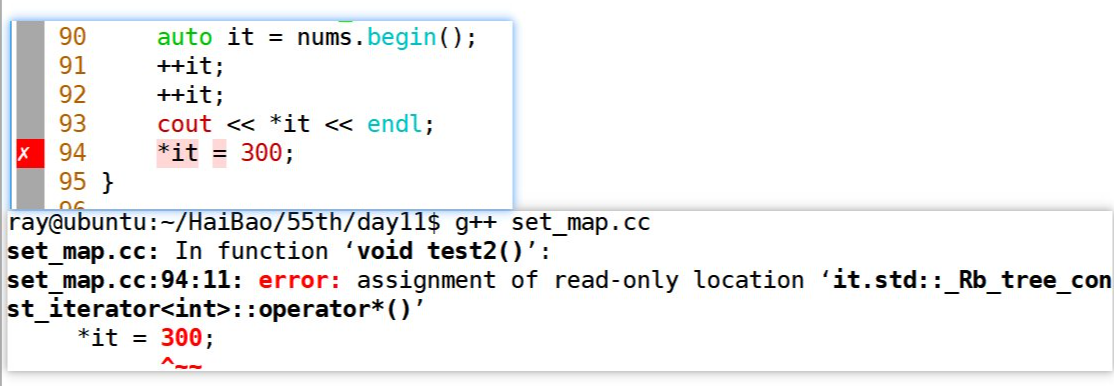 90 auto it = nums.begin();
91 ++it;
92 ++it;
93 cout << *it << endl;
✗ 94 *it = 300;
95 }
ray@ubuntu:~/HaiBao/55th/day11$ g++ set_map.cc
set_map.cc: In function ‘void test2()’:
set_map.cc:94:11: error: assignment of read-only location ‘it.std::_Rb_tree_con
st_iterator<int>::operator*()’
*it = 300;
^~~